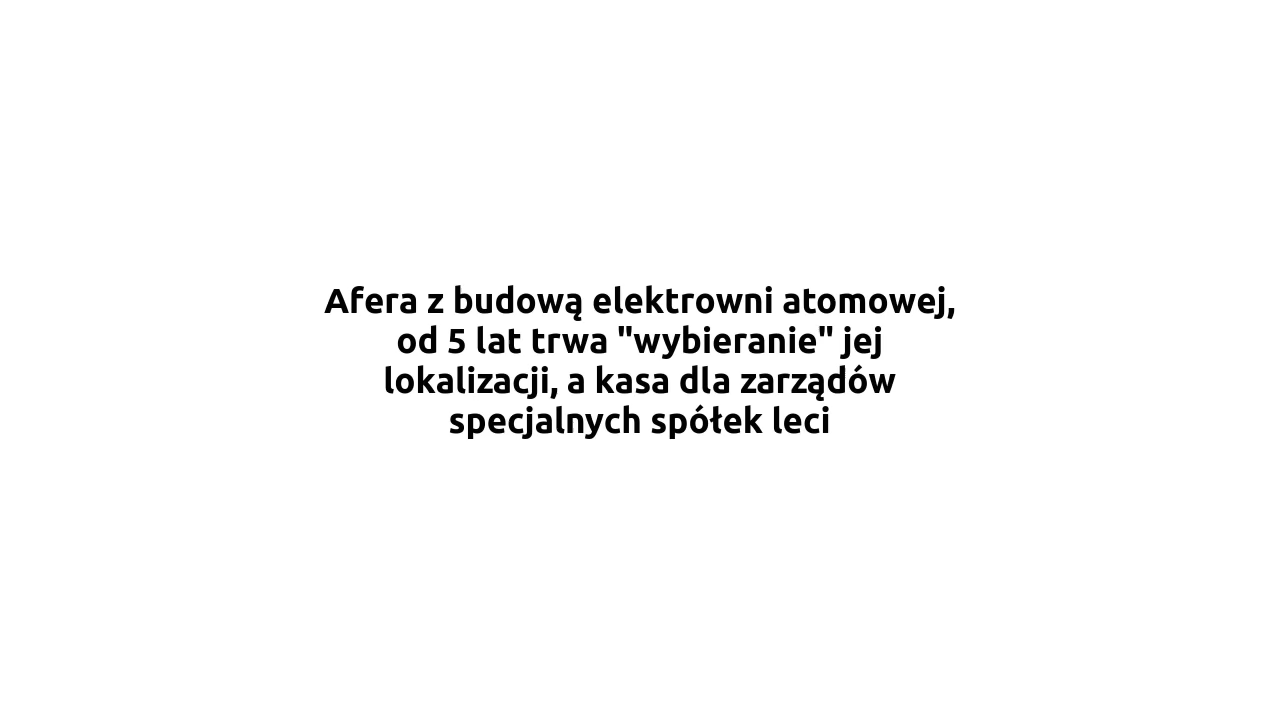 Afera z budową elektrowni atomowej,
od 5 lat trwa "wybieranie" jej
lokalizacji, a kasa dla zarządów
specjalnych spółek leci